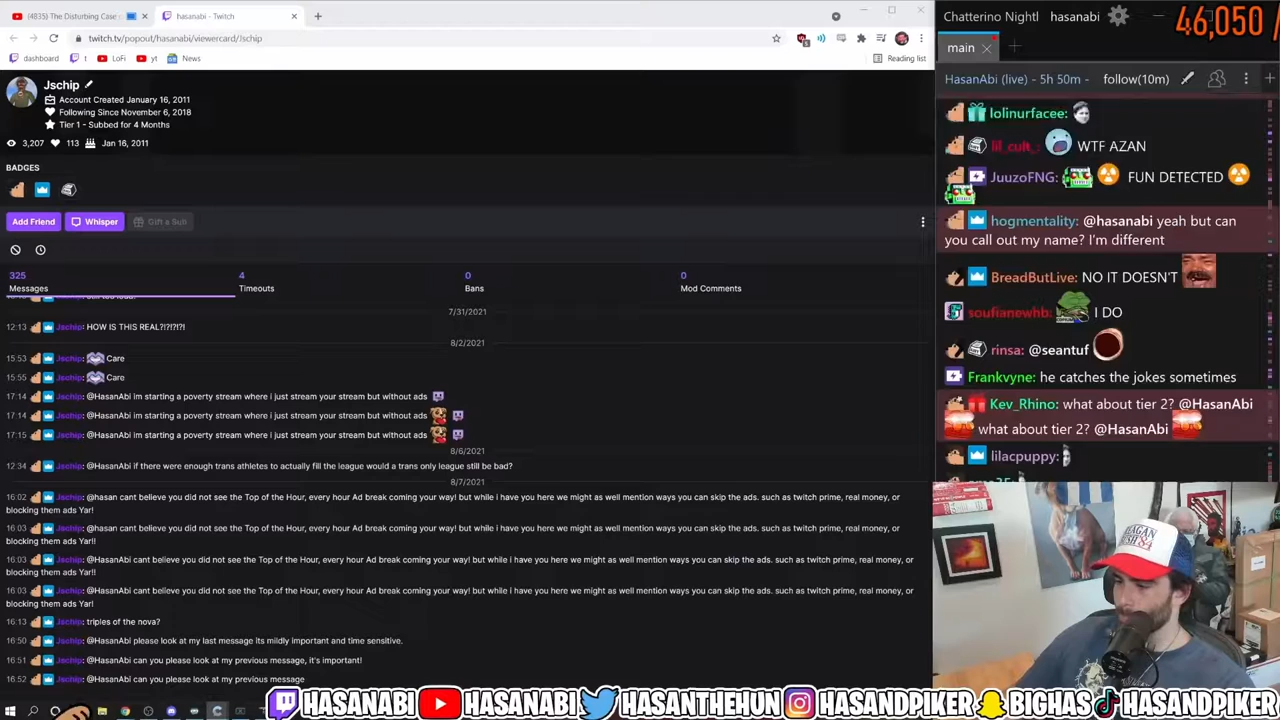 (4835) The Disturbing Case
hasanabi - Twitch
twitch.tv/popout/hasanabi/viewercard/Jschip
dashboard
t
LoFi
yt
News
Reading list
Jschip
Account Created January 16, 2011
Following Since November 6, 2018
Tier 1 - Subbed for 4 Months
3,207
113
Jan 16, 2011
BADGES
Add Friend
Whisper
Gift a Sub
325
4
0
0
Messages
Timeouts
Bans
Mod Comments
7/31/2021
12:13 Jschip: HOW IS THIS REAL?!?!?!?!
8/2/2021
15:53 Jschip: Care
15:55 Jschip: Care
17:14 Jschip: @HasanAbi im starting a poverty stream where i just stream your stream but without ads
17:14 Jschip: @HasanAbi im starting a poverty stream where i just stream your stream but without ads
17:15 Jschip: @HasanAbi im starting a poverty stream where i just stream your stream but without ads
8/6/2021
12:34 Jschip: @HasanAbi if there were enough trans athletes to actually fill the league would a trans only league still be bad?
8/7/2021
16:02 Jschip: @hasan cant believe you did not see the Top of the Hour, every hour Ad break coming your way! but while i have you here we might as well mention ways you can skip the ads. such as twitch prime, real money, or
blocking them ads Yar!
16:03 Jschip: @hasan cant believe you did not see the Top of the Hour, every hour Ad break coming your way! but while i have you here we might as well mention ways you can skip the ads. such as twitch prime, real money, or
blocking them ads Yar!!
16:03 Jschip: @HasanAbi cant believe you did not see the Top of the Hour, every hour Ad break coming your way! but while i have you here we might as well mention ways you can skip the ads. such as twitch prime, real money, or
blocking them ads Yar!!
16:03 Jschip: @HasanAbi cant believe you did not see the Top of the Hour, every hour Ad break coming your way! but while i have you here we might as well mention ways you can skip the ads. such as twitch prime, real money, or
blocking them ads Yar!
16:13 Jschip: triples of the nova?
16:50 Jschip: @HasanAbi please look at my last message its mildly important and time sensitive.
16:51 Jschip: @HasanAbi can you please look at my previous message, it's important!
16:52 Jschip: @HasanAbi can you please look at my previous message
Chatterino Nightl
hasanabi
46,050 /
main
HasanAbi (live) - 5h 50m -
follow(10m)
lolinurfacee:
lil_cult_: WTF AZAN
JuuzoFNG: FUN DETECTED
hogmentality: @hasanabi yeah but can
you call out my name? I'm different
BreadButLive: NO IT DOESN'T
soufianewhb: I DO
rinsa: @seantuf
Frankvyne: he catches the jokes sometimes
Kev_Rhino: what about tier 2? @HasanAbi
what about tier 2? @HasanAbi
lilacpuppy:
HASANABI
HASANABI
HASANTHEHUN
HASANDPIKER
BIGHAS
HASANDPIKER